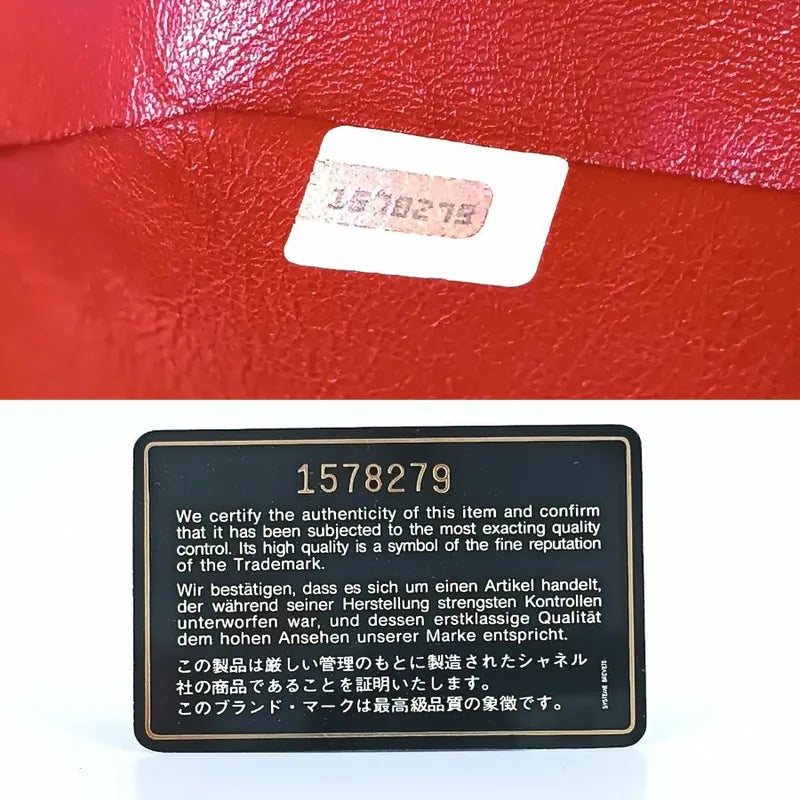 1578279
1578279
We certify the authenticity of this item and confirm
that it has been subjected to the most exacting quality
control. Its high quality is a symbol of the fine reputation
of the Trademark.
Wir bestätigen, dass es sich um einen Artikel handelt,
der während seiner Herstellung strengsten Kontrollen
unterworfen war, und dessen erstklassige Qualität
dem hohen Ansehen unserer Marke entspricht.
この製品は厳しい管理のもとに製造されたシャネル
社の商品であることを証明いたします。
このブランド・マークは最高級品質の象徴です。
SYSTEME BREVETE